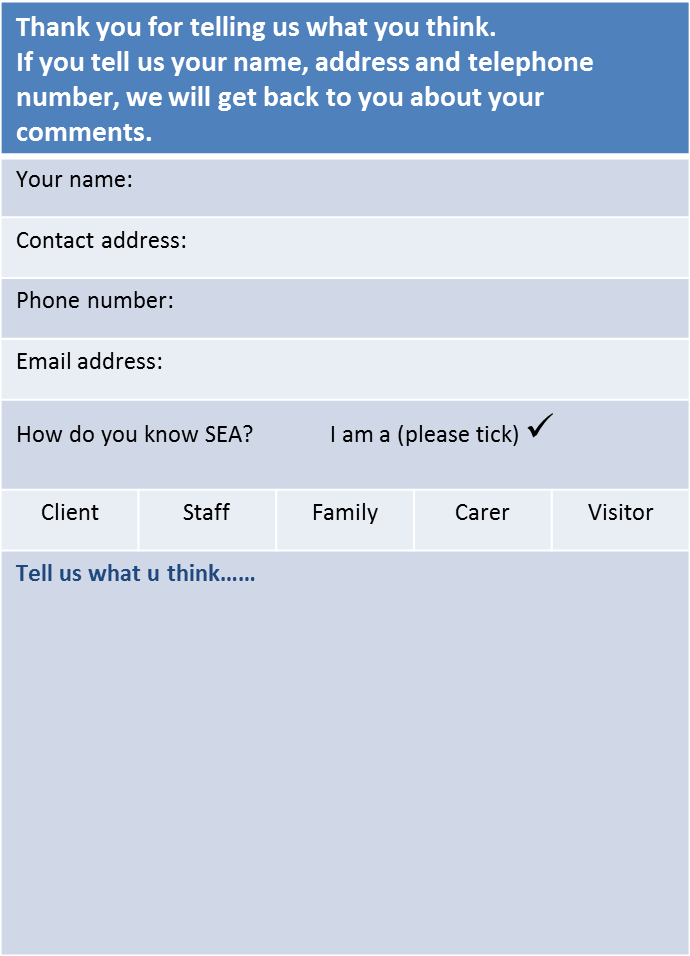 Thank you for telling us what you think.
If you tell us your name, address and telephone
number, we will get back to you about your
comments.
Your name:
Contact address:
Phone number:
Email address:
How do you know SEA? I am a (please tick) ✓
Client Staff Family Carer Visitor
Tell us what u think……